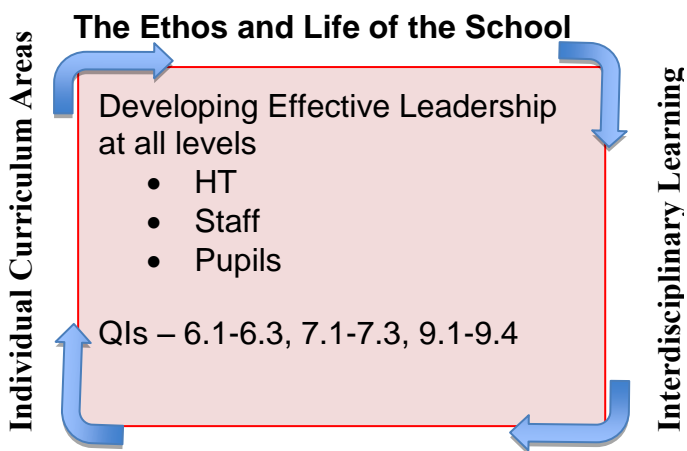 The Ethos and Life of the School
Individual Curriculum Areas
Developing Effective Leadership
at all levels
• HT
• Staff
• Pupils
QIs – 6.1-6.3, 7.1-7.3, 9.1-9.4
Interdisciplinary Learning